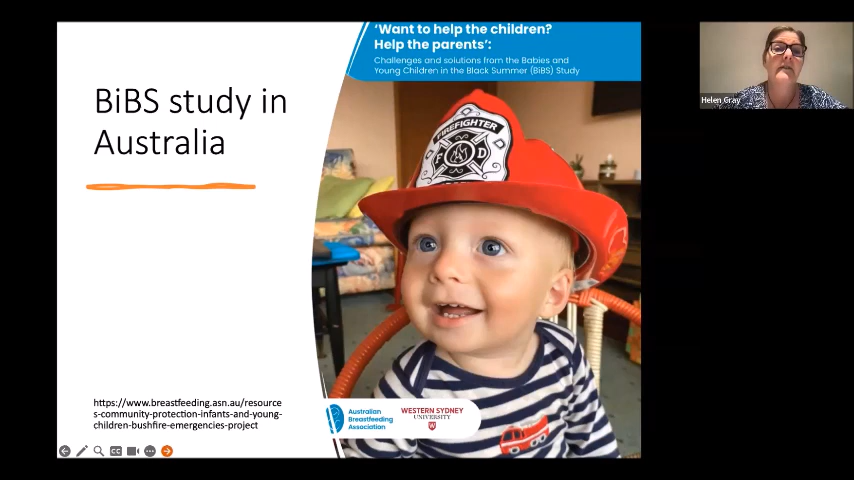 'Want to help the children?
Help the parents':
Challenges and solutions from the Babies and
Young Children in the Black Summer (BiBS) Study
BiBS study in
Australia
FIREFIGHTER
F D
https://www.breastfeeding.asn.au/resource
s-community-protection-infants-and-young-
children-bushfire-emergencies-project
Australian
Breastfeeding
Association
WESTERN SYDNEY
UNIVERSITY
W
Helen Gray
CC